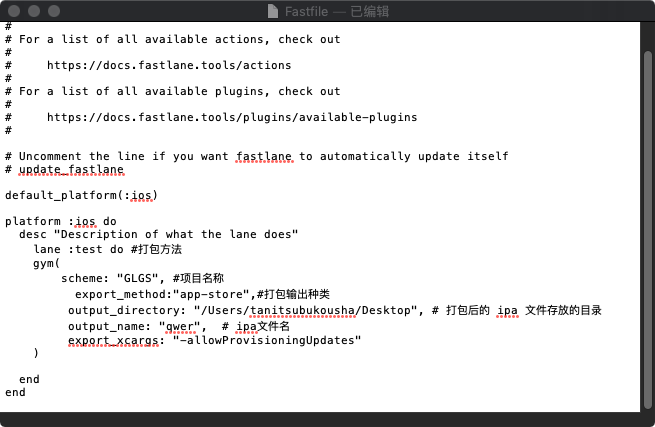 Fastfile — 已编辑
#
# For a list of all available actions, check out
#
#     https://docs.fastlane.tools/actions
#
# For a list of all available plugins, check out
#
#     https://docs.fastlane.tools/plugins/available-plugins
#

# Uncomment the line if you want fastlane to automatically update itself
# update_fastlane

default_platform(:ios)

platform :ios do
  desc "Description of what the lane does"
    lane :test do #打包方法
    gym(
        scheme: "GLGS", #项目名称
          export_method:"app-store",#打包输出种类
         output_directory: "/Users/tanitsubukousha/Desktop", # 打包后的 ipa 文件存放的目录
         output_name: "qwer",  # ipa文件名
         export_xcargs: "-allowProvisioningUpdates"
    )

  end
end